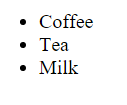 • Coffee
• Tea
• Milk